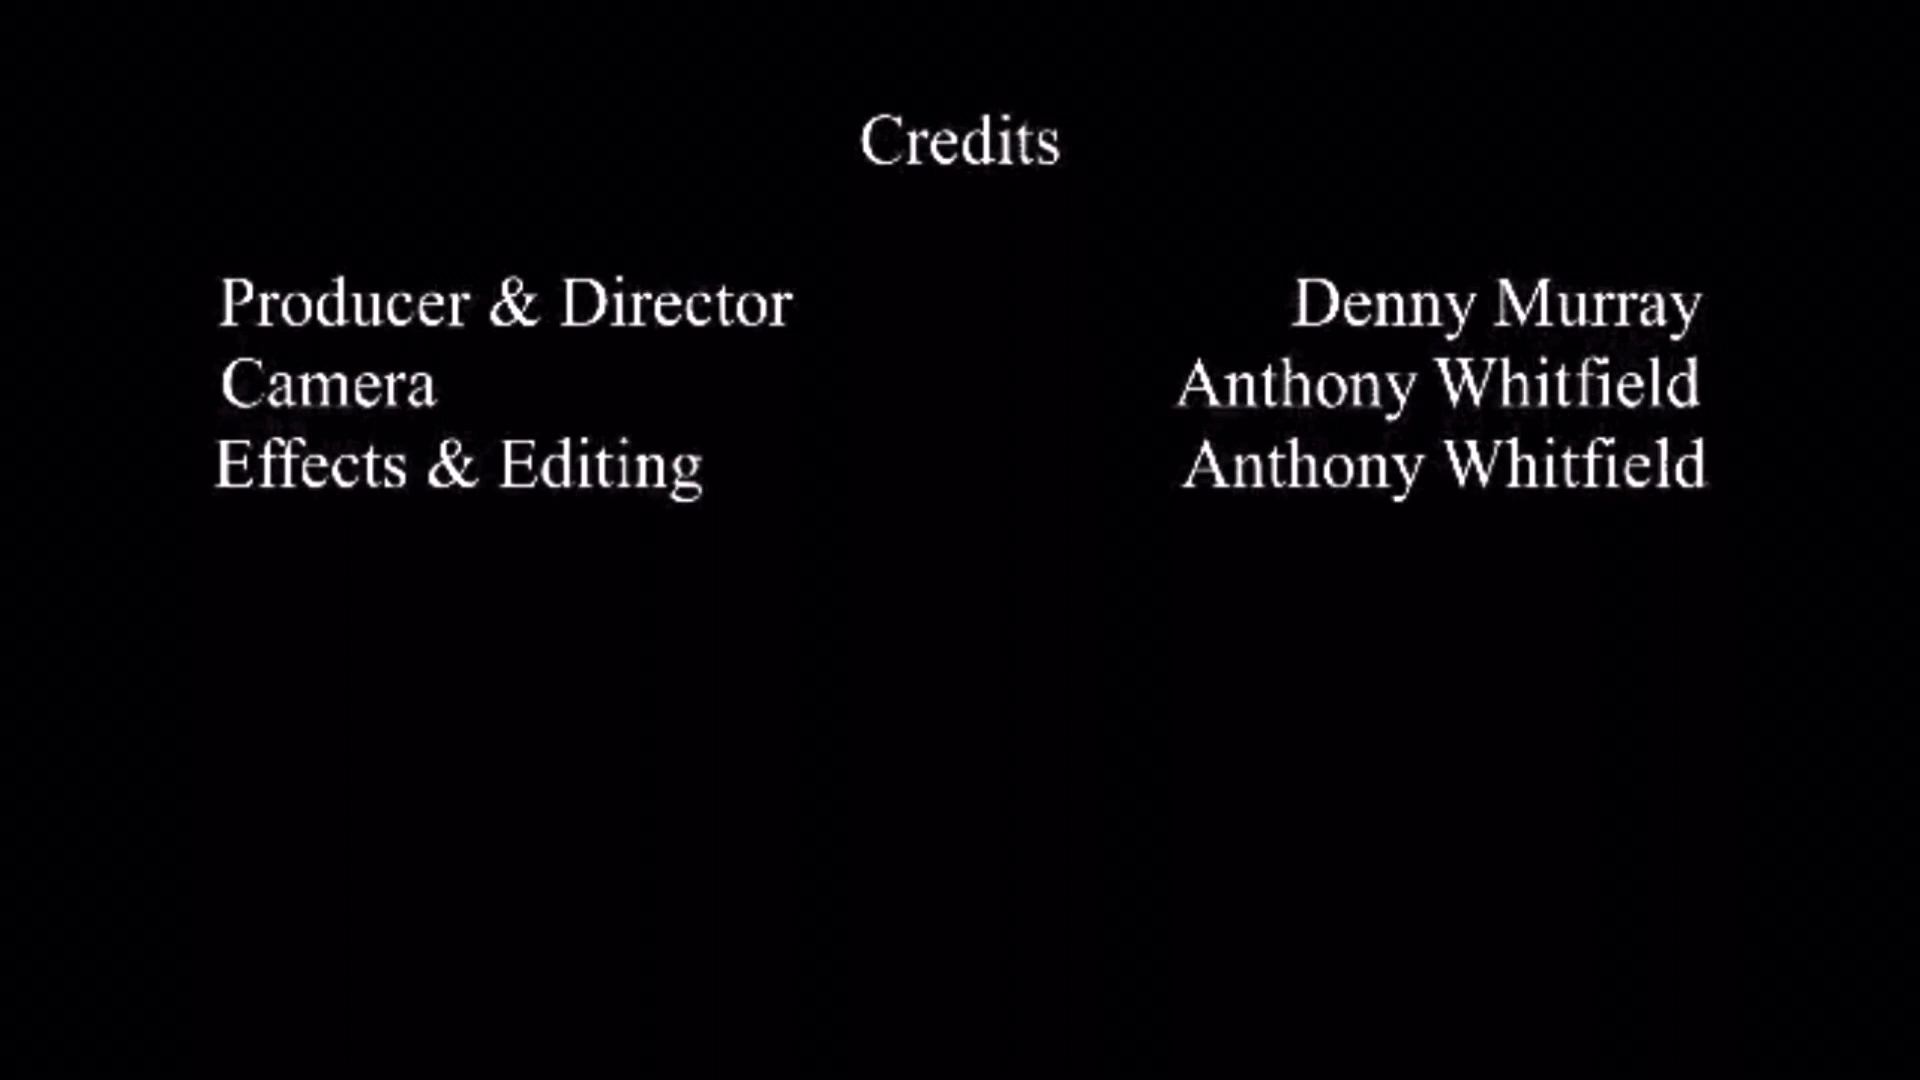 Credits
Producer & Director Denny Murray
Camera Anthony Whitfield
Effects & Editing Anthony Whitfield